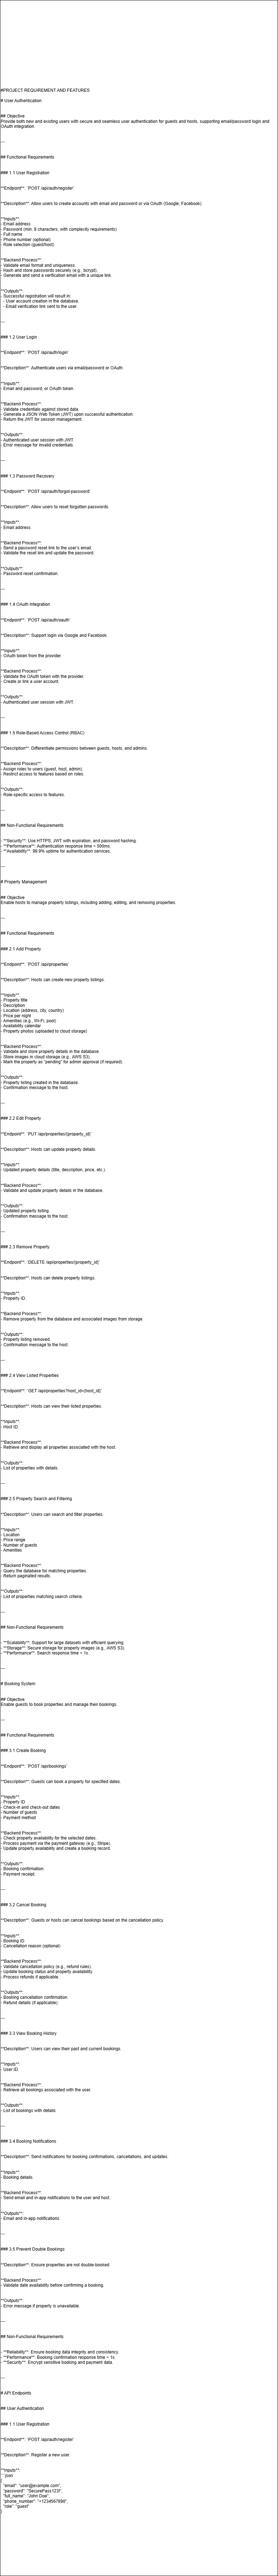 #PROJECT REQUIREMENT AND FEATURES
# User Authentication
## Objective
Provide both new and existing users with secure and seamless user authentication for guests and hosts, supporting email/password login and
OAuth integration.
---
## Functional Requirements
### 1.1 User Registration
**Endpoint**: `POST /api/auth/register`
**Description**: Allow users to create accounts with email and password or via OAuth (Google, Facebook).
**Inputs**:
- Email address
- Password (min. 8 characters, with complexity requirements)
- Full name
- Phone number (optional)
- Role selection (guest/host)
**Backend Process**:
- Validate email format and uniqueness.
- Hash and store passwords securely (e.g., bcrypt).
- Generate and send a verification email with a unique link.
**Outputs**:
- Successful registration will result in:
- User account creation in the database.
- Email verification link sent to the user.
---
### 1.2 User Login
**Endpoint**: `POST /api/auth/login`
**Description**: Authenticate users via email/password or OAuth.
**Inputs**:
- Email and password, or OAuth token.
**Backend Process**:
- Validate credentials against stored data.
- Generate a JSON Web Token (JWT) upon successful authentication.
- Return the JWT for session management.
**Outputs**:
- Authenticated user session with JWT.
- Error message for invalid credentials.
---
### 1.3 Password Recovery
**Endpoint**: `POST /api/auth/forgot-password`
**Description**: Allow users to reset forgotten passwords.
**Inputs**:
- Email address
**Backend Process**:
- Send a password reset link to the user's email.
- Validate the reset link and update the password.
**Outputs**:
- Password reset confirmation.
---
### 1.4 OAuth Integration
**Endpoint**: `POST /api/auth/oauth`
**Description**: Support login via Google and Facebook.
**Inputs**:
- OAuth token from the provider.
**Backend Process**:
- Validate the OAuth token with the provider.
- Create or link a user account.
**Outputs**:
- Authenticated user session with JWT.
---
### 1.5 Role-Based Access Control (RBAC)
**Description**: Differentiate permissions between guests, hosts, and admins.
**Backend Process**:
- Assign roles to users (guest, host, admin).
- Restrict access to features based on roles.
**Outputs**:
- Role-specific access to features.
---
## Non-Functional Requirements
- **Security**: Use HTTPS, JWT with expiration, and password hashing.
- **Performance**: Authentication response time < 500ms.
- **Availability**: 99.9% uptime for authentication services.
---
# Property Management
## Objective
Enable hosts to manage property listings, including adding, editing, and removing properties.
---
## Functional Requirements
### 2.1 Add Property
**Endpoint**: `POST /api/properties`
**Description**: Hosts can create new property listings.
**Inputs**:
- Property title
- Description
- Location (address, city, country)
- Price per night
- Amenities (e.g., Wi-Fi, pool)
- Availability calendar
- Property photos (uploaded to cloud storage)
**Backend Process**:
- Validate and store property details in the database.
- Store images in cloud storage (e.g., AWS S3).
- Mark the property as "pending" for admin approval (if required).
**Outputs**:
- Property listing created in the database.
- Confirmation message to the host.
---
### 2.2 Edit Property
**Endpoint**: `PUT /api/properties/{property_id}`
**Description**: Hosts can update property details.
**Inputs**:
- Updated property details (title, description, price, etc.).
**Backend Process**:
- Validate and update property details in the database.
**Outputs**:
- Updated property listing.
- Confirmation message to the host.
---
### 2.3 Remove Property
**Endpoint**: `DELETE /api/properties/{property_id}`
**Description**: Hosts can delete property listings.
**Inputs**:
- Property ID.
**Backend Process**:
- Remove property from the database and associated images from storage.
**Outputs**:
- Property listing removed.
- Confirmation message to the host.
---
### 2.4 View Listed Properties
**Endpoint**: `GET /api/properties?host_id={host_id}`
**Description**: Hosts can view their listed properties.
**Inputs**:
- Host ID.
**Backend Process**:
- Retrieve and display all properties associated with the host.
**Outputs**:
- List of properties with details.
---
### 2.5 Property Search and Filtering
**Description**: Users can search and filter properties.
**Inputs**:
- Location
- Price range
- Number of guests
- Amenities
**Backend Process**:
- Query the database for matching properties.
- Return paginated results.
**Outputs**:
- List of properties matching search criteria.
---
## Non-Functional Requirements
- **Scalability**: Support for large datasets with efficient querying.
- **Storage**: Secure storage for property images (e.g., AWS S3).
- **Performance**: Search response time < 1s.
---
# Booking System
## Objective
Enable guests to book properties and manage their bookings.
---
## Functional Requirements
### 3.1 Create Booking
**Endpoint**: `POST /api/bookings`
**Description**: Guests can book a property for specified dates.
**Inputs**:
- Property ID
- Check-in and check-out dates
- Number of guests
- Payment method
**Backend Process**:
- Check property availability for the selected dates.
- Process payment via the payment gateway (e.g., Stripe).
- Update property availability and create a booking record.
**Outputs**:
- Booking confirmation.
- Payment receipt.
---
### 3.2 Cancel Booking
**Description**: Guests or hosts can cancel bookings based on the cancellation policy.
**Inputs**:
- Booking ID
- Cancellation reason (optional)
**Backend Process**:
- Validate cancellation policy (e.g., refund rules).
- Update booking status and property availability.
- Process refunds if applicable.
**Outputs**:
- Booking cancellation confirmation.
- Refund details (if applicable).
---
### 3.3 View Booking History
**Description**: Users can view their past and current bookings.
**Inputs**:
- User ID.
**Backend Process**:
- Retrieve all bookings associated with the user.
**Outputs**:
- List of bookings with details.
---
### 3.4 Booking Notifications
**Description**: Send notifications for booking confirmations, cancellations, and updates.
**Inputs**:
- Booking details.
**Backend Process**:
- Send email and in-app notifications to the user and host.
**Outputs**:
- Email and in-app notifications.
---
### 3.5 Prevent Double Bookings
**Description**: Ensure properties are not double-booked.
**Backend Process**:
- Validate date availability before confirming a booking.
**Outputs**:
- Error message if property is unavailable.
---
## Non-Functional Requirements
- **Reliability**: Ensure booking data integrity and consistency.
- **Performance**: Booking confirmation response time < 1s.
- **Security**: Encrypt sensitive booking and payment data.
---
# API Endpoints
## User Authentication
### 1.1 User Registration
**Endpoint**: `POST /api/auth/register`
**Description**: Register a new user.
**Inputs**:
```json
{
"email": "user@example.com",
"password": "SecurePass123!",
"full_name": "John Doe",
"phone_number": "+1234567890",
"role": "guest"
}